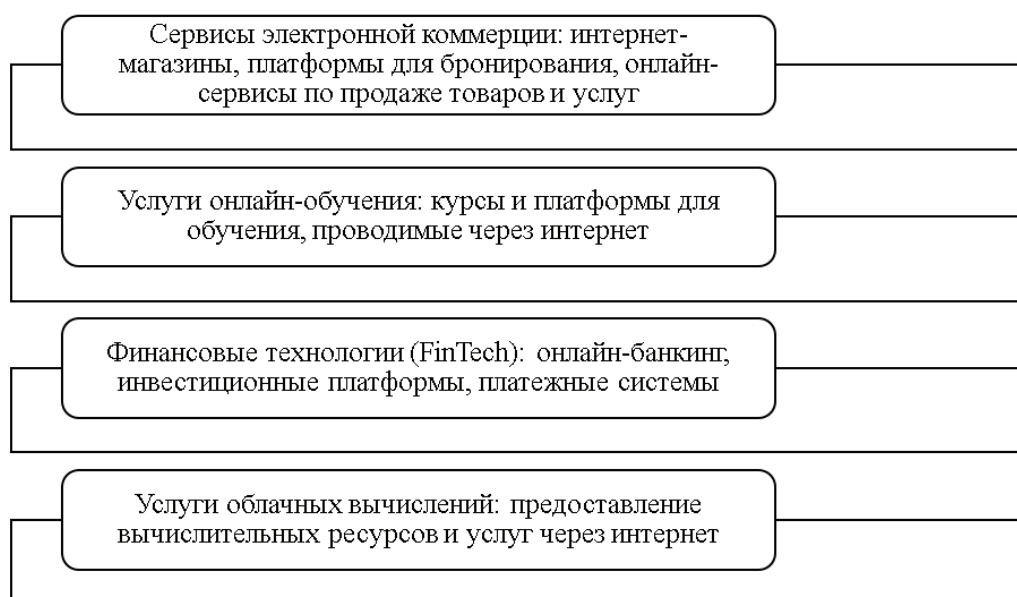 Сервисы электронной коммерции: интернет-
магазины, платформы для бронирования, онлайн-
сервисы по продаже товаров и услуг
Услуги онлайн-обучения: курсы и платформы для
обучения, проводимые через интернет
Финансовые технологии (FinTech): онлайн-банкинг,
инвестиционные платформы, платежные системы
Услуги облачных вычислений: предоставление
вычислительных ресурсов и услуг через интернет